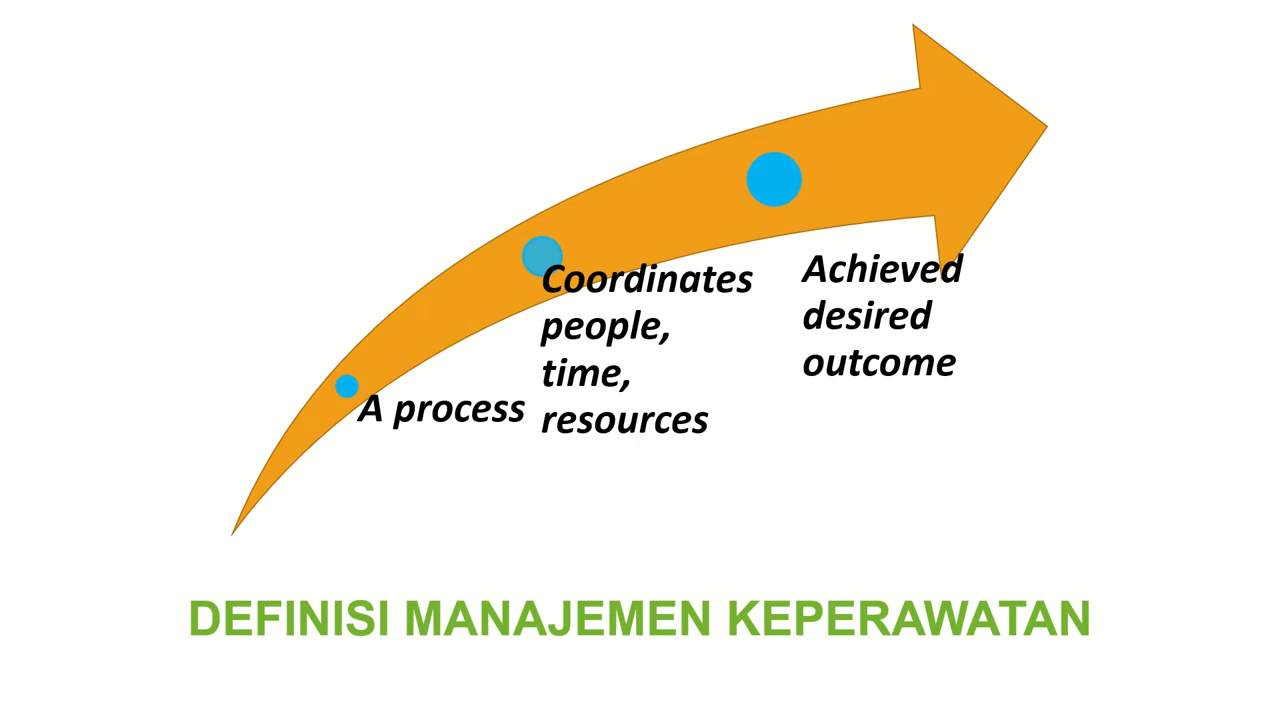 A process
Coordinates
people,
time,
resources
Achieved
desired
outcome
DEFINISI MANAJEMEN KEPERAWATAN